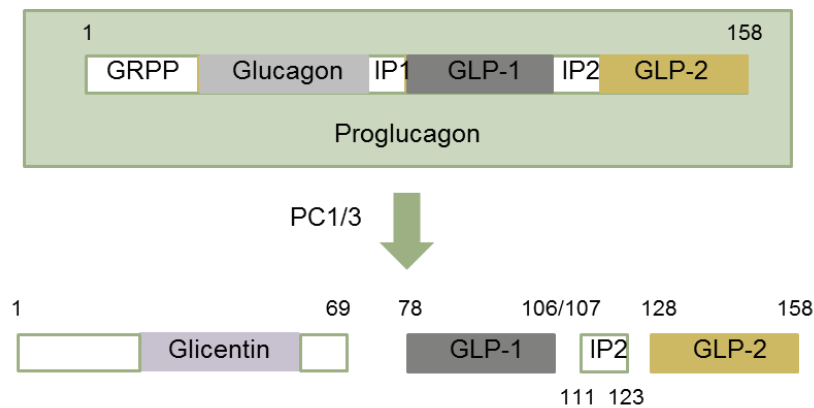 1 158
GRPP Glucagon IP1 GLP-1 IP2 GLP-2
Proglucagon
PC1/3
1 69 78 106/107 128 158
Glicentin GLP-1 IP2 GLP-2
111 123